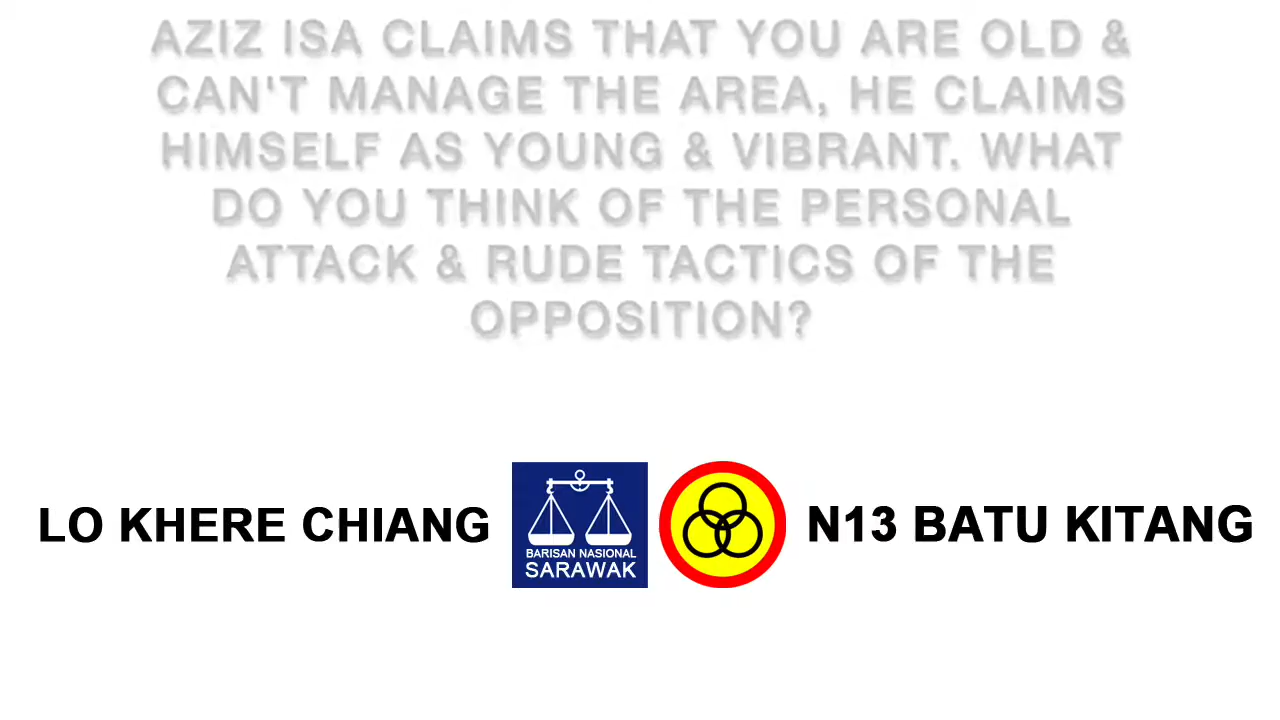 AZIZ ISA CLAIMS THAT YOU ARE OLD &
CAN'T MANAGE THE AREA, HE CLAIMS
HIMSELF AS YOUNG & VIBRANT. WHAT
DO YOU THINK OF THE PERSONAL
ATTACK & RUDE TACTICS OF THE
OPPOSITION?
LO KHERE CHIANG
BARISAN NASIONAL
SARAWAK
N13 BATU KITANG